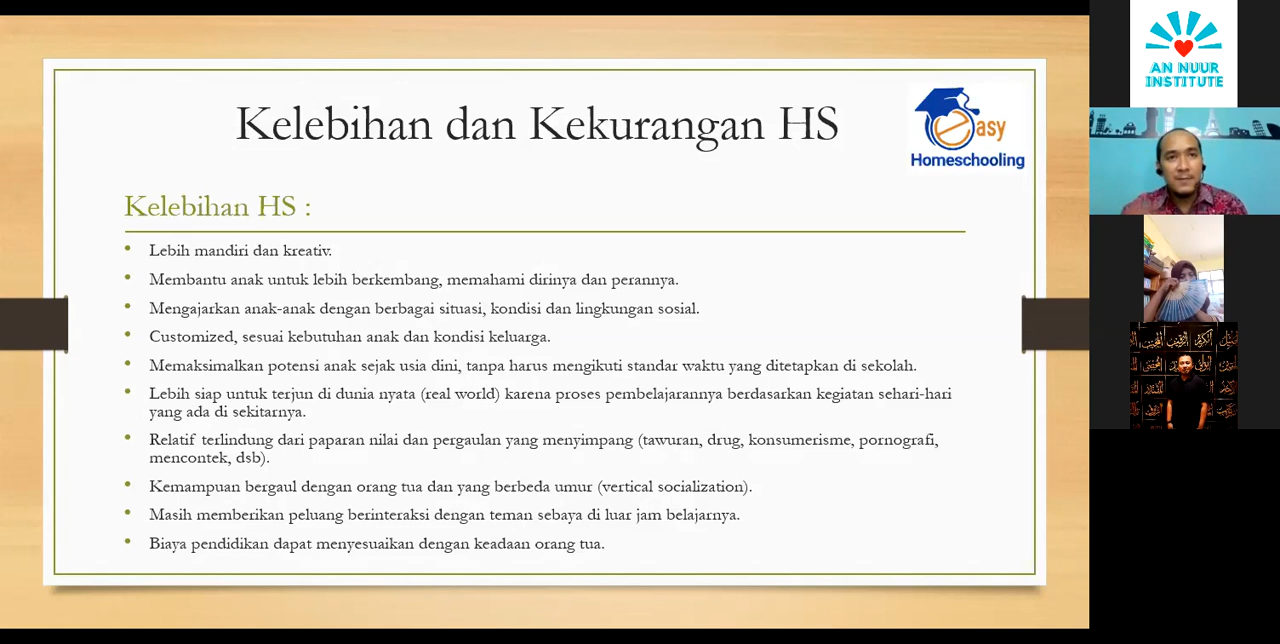 Kelebihan dan Kekurangan HS
easy
Homeschooling
Kelebihan HS :
• Lebih mandiri dan kreativ.
• Membantu anak untuk lebih berkembang, memahami dirinya dan perannya.
• Mengajarkan anak-anak dengan berbagai situasi, kondisi dan lingkungan sosial.
• Customized, sesuai kebutuhan anak dan kondisi keluarga.
• Memaksimalkan potensi anak sejak usia dini, tanpa harus mengikuti standar waktu yang ditetapkan di sekolah.
• Lebih siap untuk terjun di dunia nyata (real world) karena proses pembelajarannya berdasarkan kegiatan sehari-hari
yang ada di sekitarnya.
• Relatif terlindung dari paparan nilai dan pergaulan yang menyimpang (tawuran, drug, konsumerisme, pornografi,
mencontek, dsb).
• Kemampuan bergaul dengan orang tua dan yang berbeda umur (vertical socialization).
• Masih memberikan peluang berinteraksi dengan teman sebaya di luar jam belajarnya.
• Biaya pendidikan dapat menyesuaikan dengan keadaan orang tua.
AN NUUR
INSTITUTE